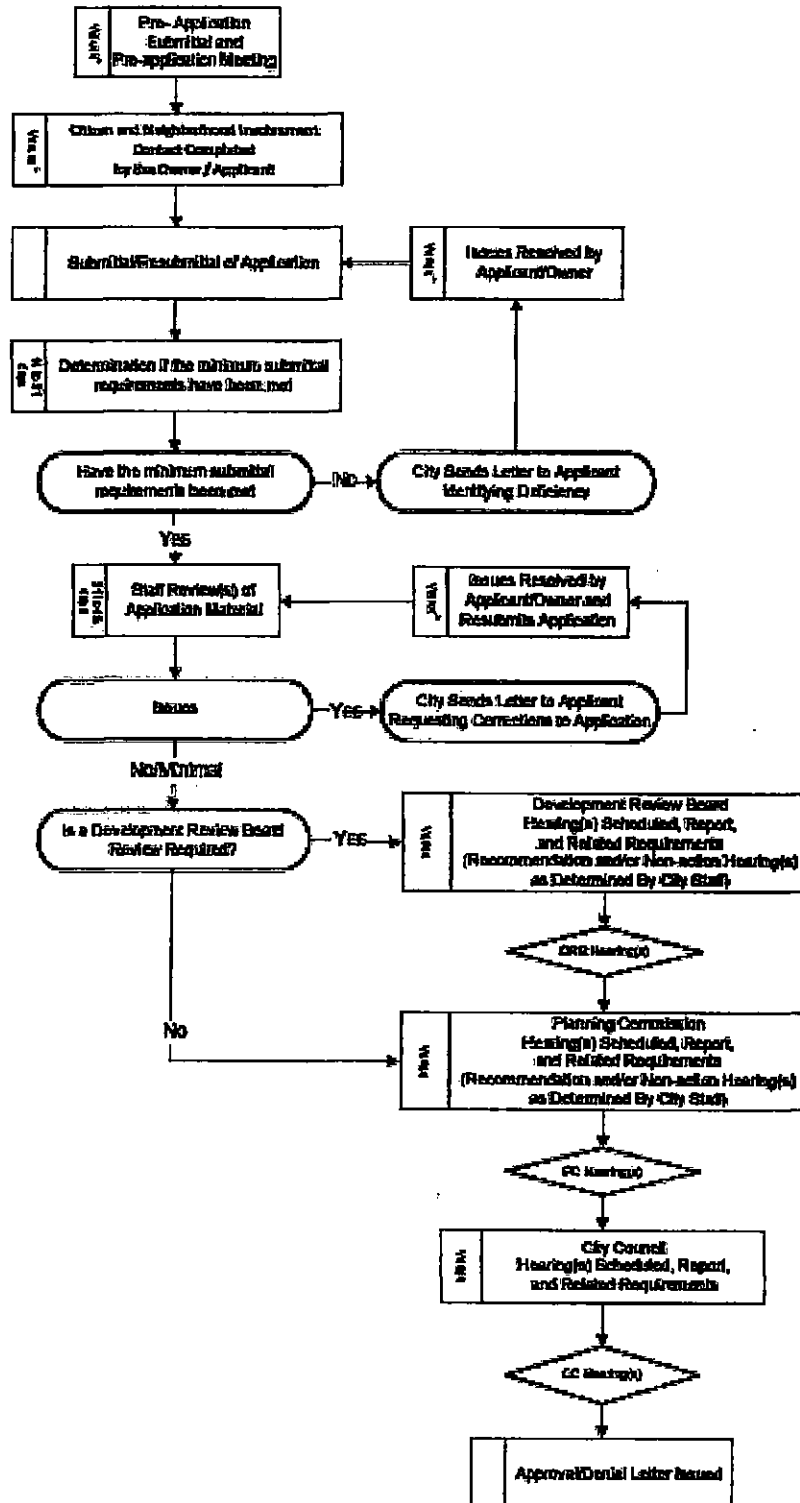 Pre-Application
Submittal and
Pre-application Meeting
Citizen and Neighborhood Involvement
Contact Completed
by the Owner / Applicant
Submittal/Resubmittal of Application
Issues Resolved by
Applicant/Owner
Determination if the minimum submittal
requirements have been met
Have the minimum submittal
requirements been met
No
City Sends Letter to Applicant
Identifying Deficiency
Yes
Staff Review(s) of
Application Material
Issues Resolved by
Applicant/Owner and
Resubmits Application
Issues
Yes
City Sends Letter to Applicant
Requesting Corrections to Application
No/Minimal
Is a Development Review Board
Review Required?
Yes
Development Review Board
Hearing(s) Scheduled, Report,
and Related Requirements
(Recommendation and/or Non-action Hearing(s)
as Determined By City Staff)
DRB Hearing(s)
No
Planning Commission
Hearing(s) Scheduled, Report,
and Related Requirements
(Recommendation and/or Non-action Hearing(s)
as Determined By City Staff)
PC Hearing(s)
City Council
Hearing(s) Scheduled, Report,
and Related Requirements
CC Hearing(s)
Approval/Denial Letter Issued